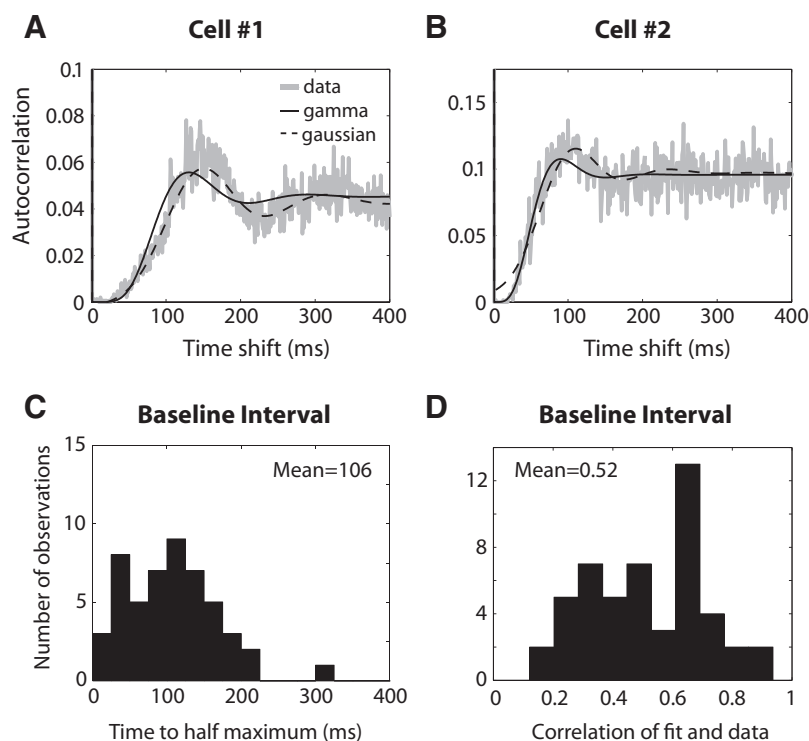 A
Cell #1
B
Cell #2
0.1
0.08
0.06
0.04
0.02
0
Autocorrelation
data
gamma
gaussian
0 100 200 300 400
Time shift (ms)
0.15
0.1
0.05
0
0 100 200 300 400
Time shift (ms)
C
Baseline Interval
D
Baseline Interval
15
10
5
0
Number of observations
Mean=106
0 100 200 300 400
Time to half maximum (ms)
12
8
4
0
Mean=0.52
0 0.2 0.4 0.6 0.8 1
Correlation of fit and data